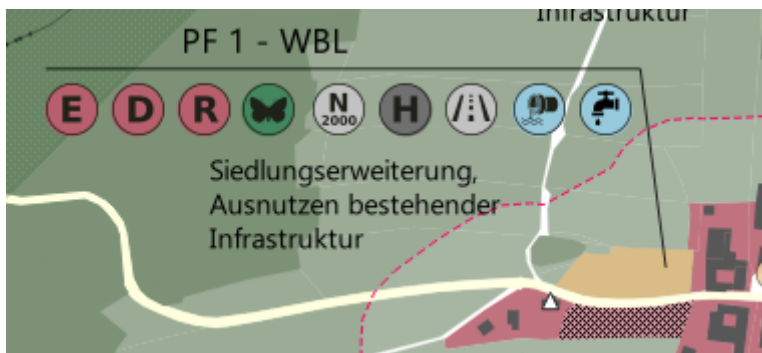 Infrastruktur
PF 1 - WBL
E D R N 2000 H
Siedlungserweiterung,
Ausnutzen bestehender
Infrastruktur